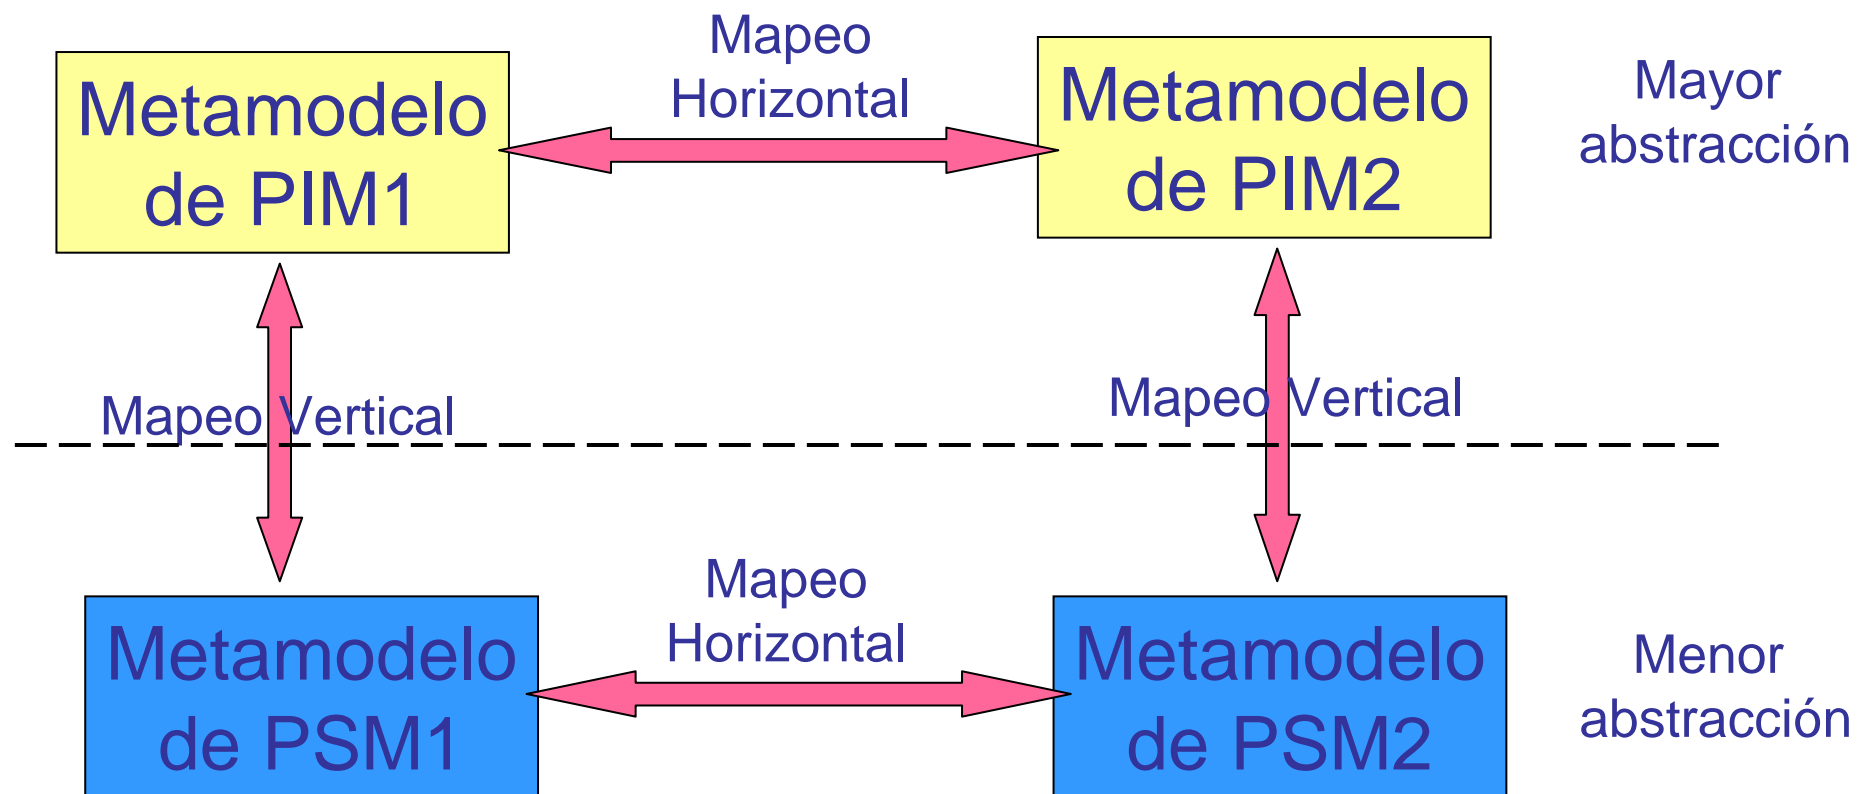 Mapeo
Horizontal
Metamodelo
de PIM1
Metamodelo
de PIM2
Mayor
abstracción
Mapeo Vertical
Mapeo Vertical
Mapeo
Horizontal
Metamodelo
de PSM1
Metamodelo
de PSM2
Menor
abstracción